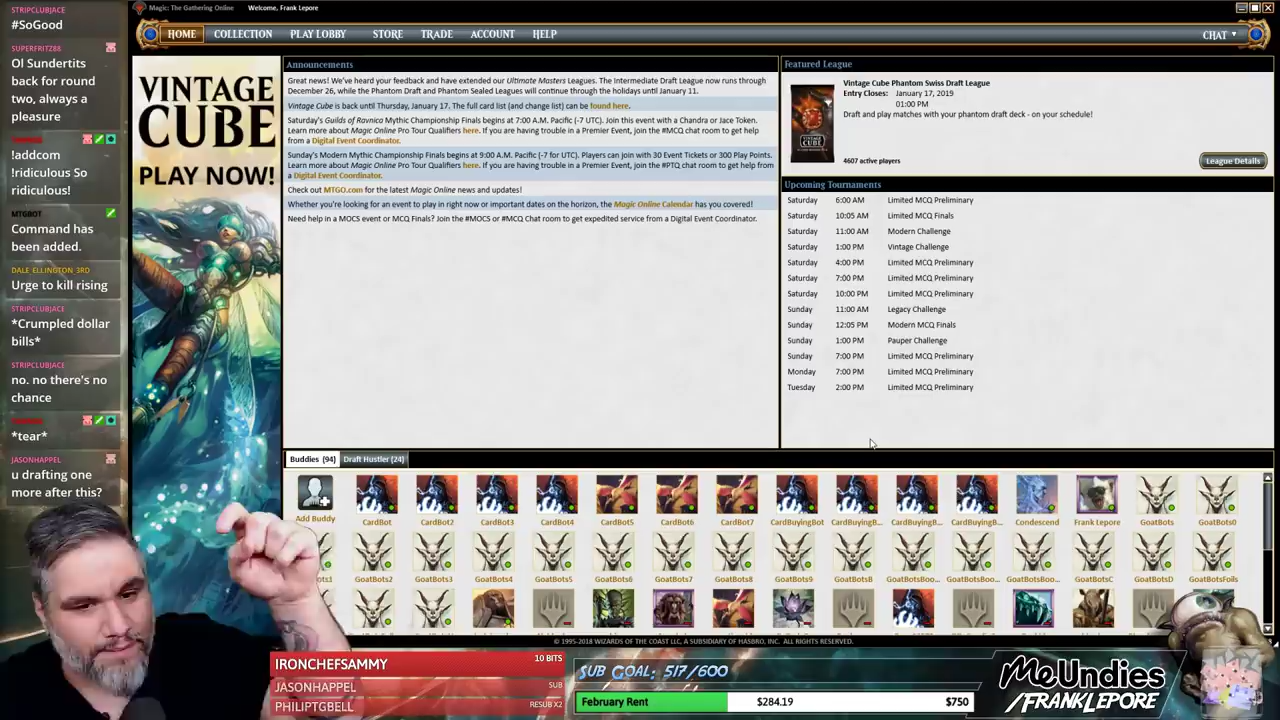 STRIPCLUBJACE
#SGood
SUPERFRITZ88
Ol Sundertits
back for round
two, always a
pleasure
!addcom
!ridiculous So
ridiculous!
MTGBOT
Command has
been added.
DALE_ELLINGTON_3RD
Urge to kill rising
STRIPCLUBJACE
*Crumpled dollar
bills*
STRIPCLUBJACE
no. no there's no
chance
*tear*
JASONHAPPEL
u drafting one
more after this?
Magic: The Gathering Online Welcome, Frank Lepore
HOME COLLECTION PLAY LOBBY STORE TRADE ACCOUNT HELP CHAT
VINTAGE
CUBE
PLAY NOW!
Announcements
Great news! We've heard your feedback and have extended our Ultimate Masters Leagues. The Intermediate Draft League now runs through
December 26, while the Phantom Draft and Phantom Sealed Leagues will continue through the holidays until January 11.
Vintage Cube is back until Thursday, January 17. The full card list (and change list) can be found here.
Saturday's Guilds of Ravnica Mythic Championship Finals begins at 7:00 A.M. Pacific (-7 UTC). Join this event with a Chandra or Jace Token.
Learn more about Magic Online Pro Tour Qualifiers here. If you are having trouble in a Premier Event, join the #MCQ chat room to get help
from a Digital Event Coordinator.
Sunday's Modern Mythic Championship Finals begins at 9:00 A.M. Pacific (-7 for UTC). Players can join with 30 Event Tickets or 300 Play Points.
Learn more about Magic Online Pro Tour Qualifiers here. If you are having trouble in a Premier Event, join the #PTQ chat room to get help from
a Digital Event Coordinator.
Check out MTGO.com for the latest Magic Online news and updates!
Whether you're looking for an event to play in right now or important dates on the horizon, the Magic Online Calendar has you covered!
Need help in a MOCS event or MCQ Finals? Join the #MOCS or #MCQ Chat room to get expedited service from a Digital Event Coordinator.
Featured League
VINTAGE CUBE
Vintage Cube Phantom Swiss Draft League
Entry Closes: January 17, 2019
01:00 PM
Draft and play matches with your phantom draft deck - on your schedule!
4607 active players
League Details
Upcoming Tournaments
Saturday 6:00 AM Limited MCQ Preliminary
Saturday 10:05 AM Limited MCQ Finals
Saturday 11:00 AM Modern Challenge
Saturday 1:00 PM Vintage Challenge
Saturday 4:00 PM Limited MCQ Preliminary
Saturday 7:00 PM Limited MCQ Preliminary
Saturday 10:00 PM Limited MCQ Preliminary
Sunday 11:00 AM Legacy Challenge
Sunday 12:05 PM Modern MCQ Finals
Sunday 1:00 PM Pauper Challenge
Sunday 7:00 PM Limited MCQ Preliminary
Monday 7:00 PM Limited MCQ Preliminary
Tuesday 2:00 PM Limited MCQ Preliminary
Buddies (94) Draft Hustler (24)
Add Buddy CardBot CardBot2 CardBot3 CardBot4 CardBot5 CardBot6 CardBot7 CardBuyingBot CardBuyingB... CardBuyingB... CardBuyingB... Condescend Frank Lepore GoatBots GoatBots0
GoatBots2 GoatBots3 GoatBots4 GoatBots5 GoatBots6 GoatBots7 GoatBots8 GoatBots9 GoatBotsB GoatBotsBoo... GoatBotsBoo... GoatBotsBoo... GoatBotsC GoatBotsD GoatBotsFoils
© 1995-2018 WIZARDS OF THE COAST LLC, A SUBSIDIARY OF HASBRO, INC. ALL RIGHTS RESERVED.
IRONCHEFSAMMY 10 BITS
JASONHAPPEL SUB
PHILIPTGBELL RESUB X2
SUB GOAL: 517/600
February Rent $284.19 $750
MeUndies
/FRANKLEPORE